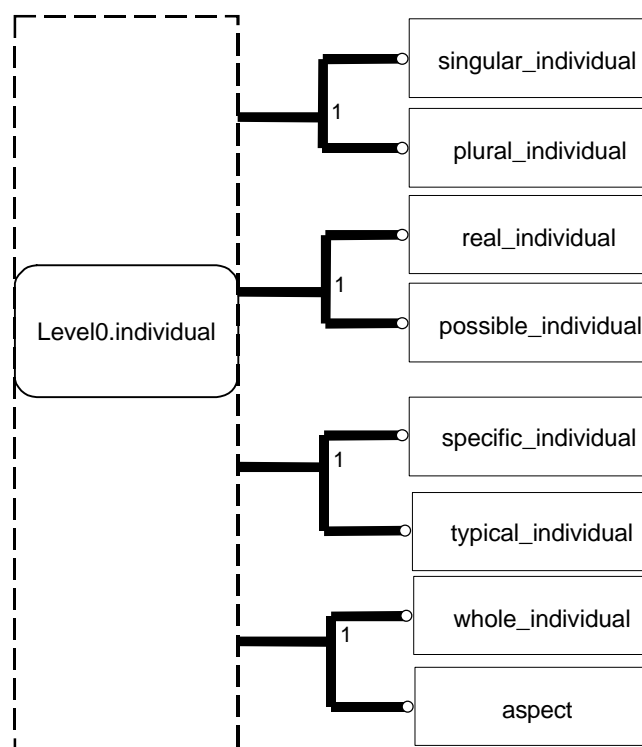 singular_individual
1
plural_individual
real_individual
1
possible_individual
Level0.individual
specific_individual
1
typical_individual
whole_individual
1
aspect